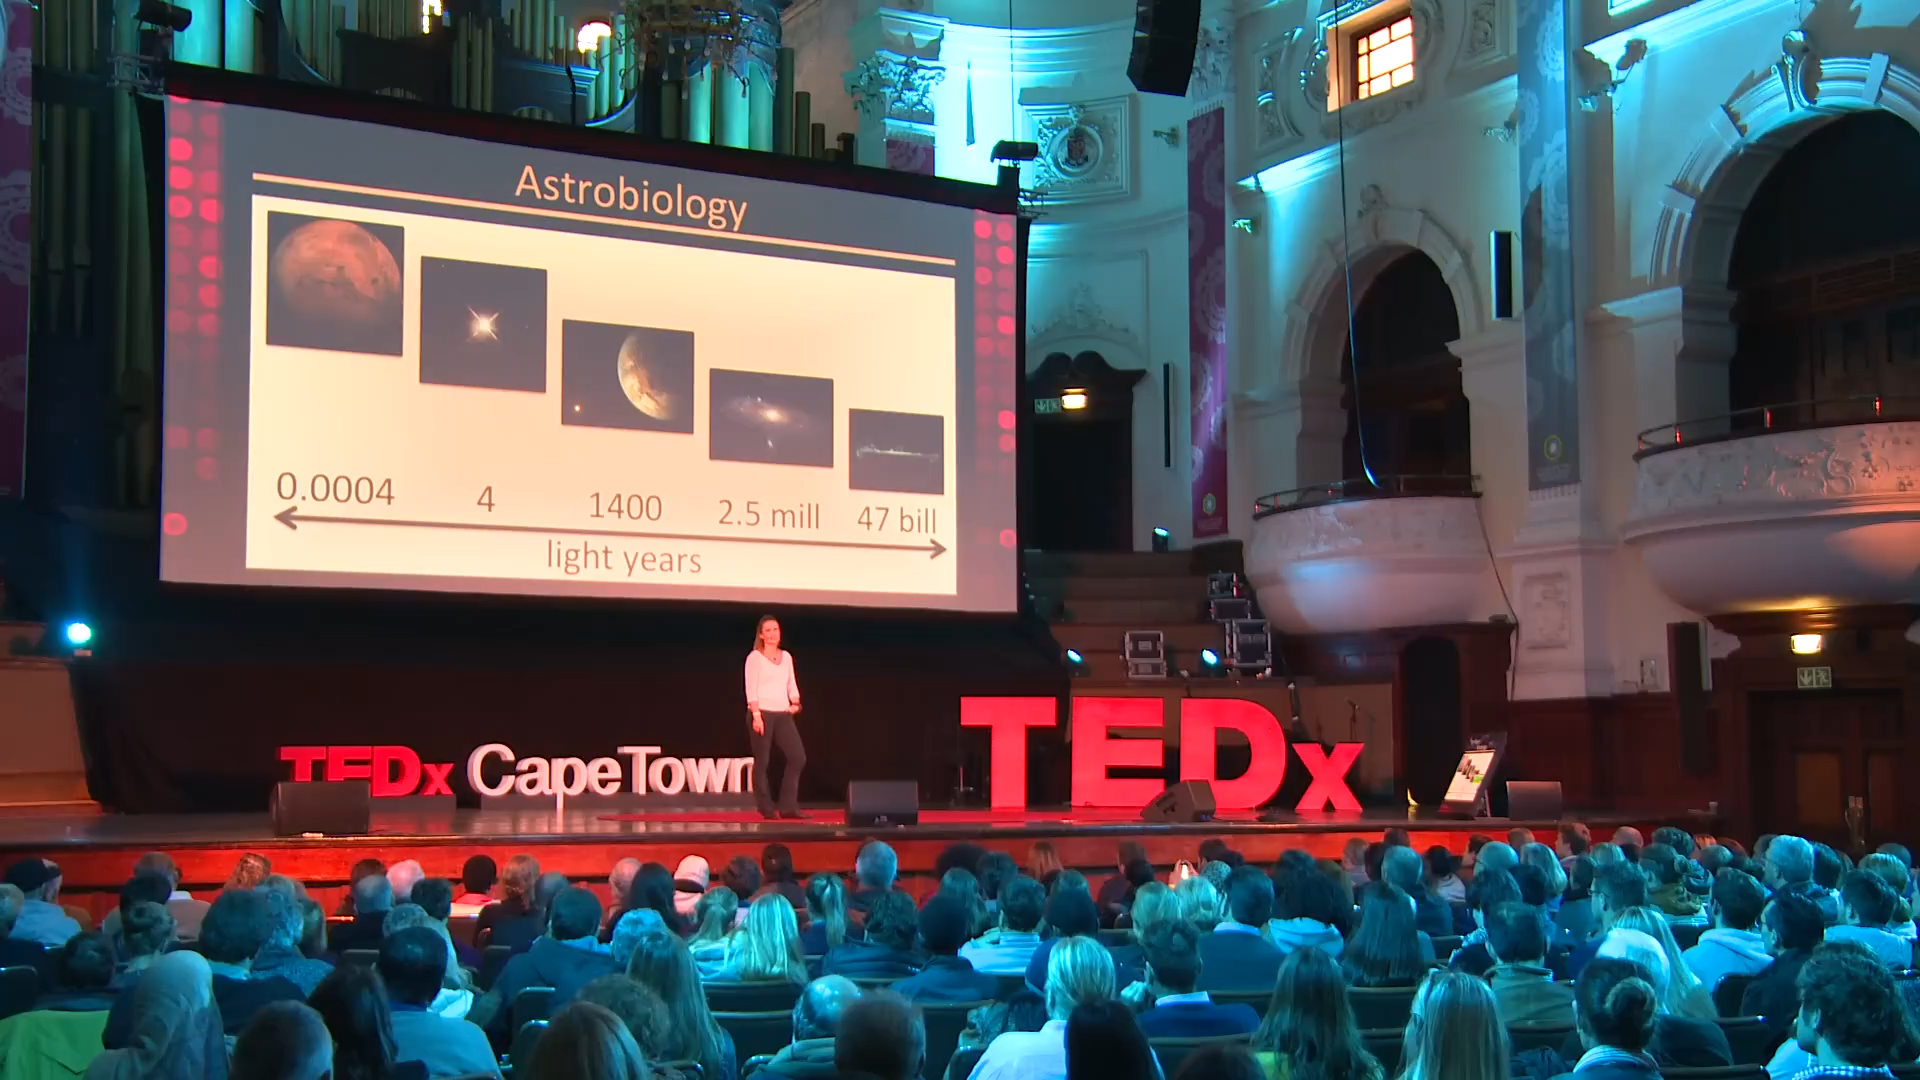 Astrobiology
0.0004 4 1400 2.5 mill 47 bill
light years
TEDx CapeTown
TEDx